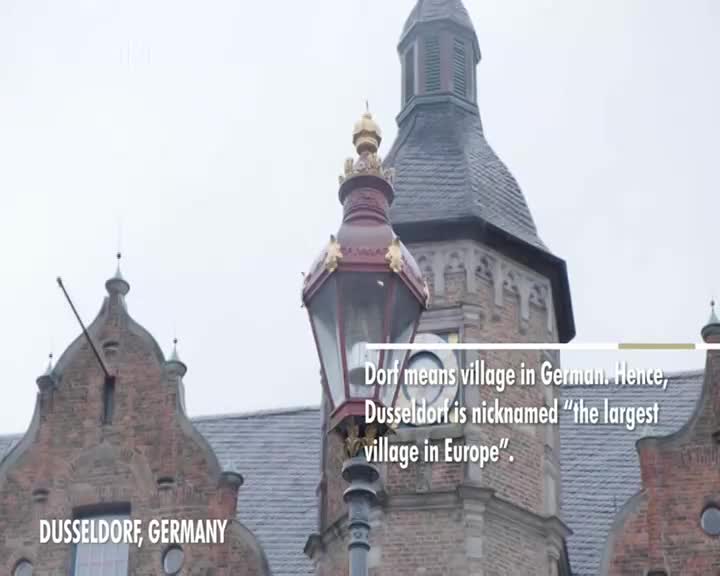 Dorf means village in German. Hence,
Dusseldorf is nicknamed “the largest
village in Europe”.
DUSSELDORF, GERMANY